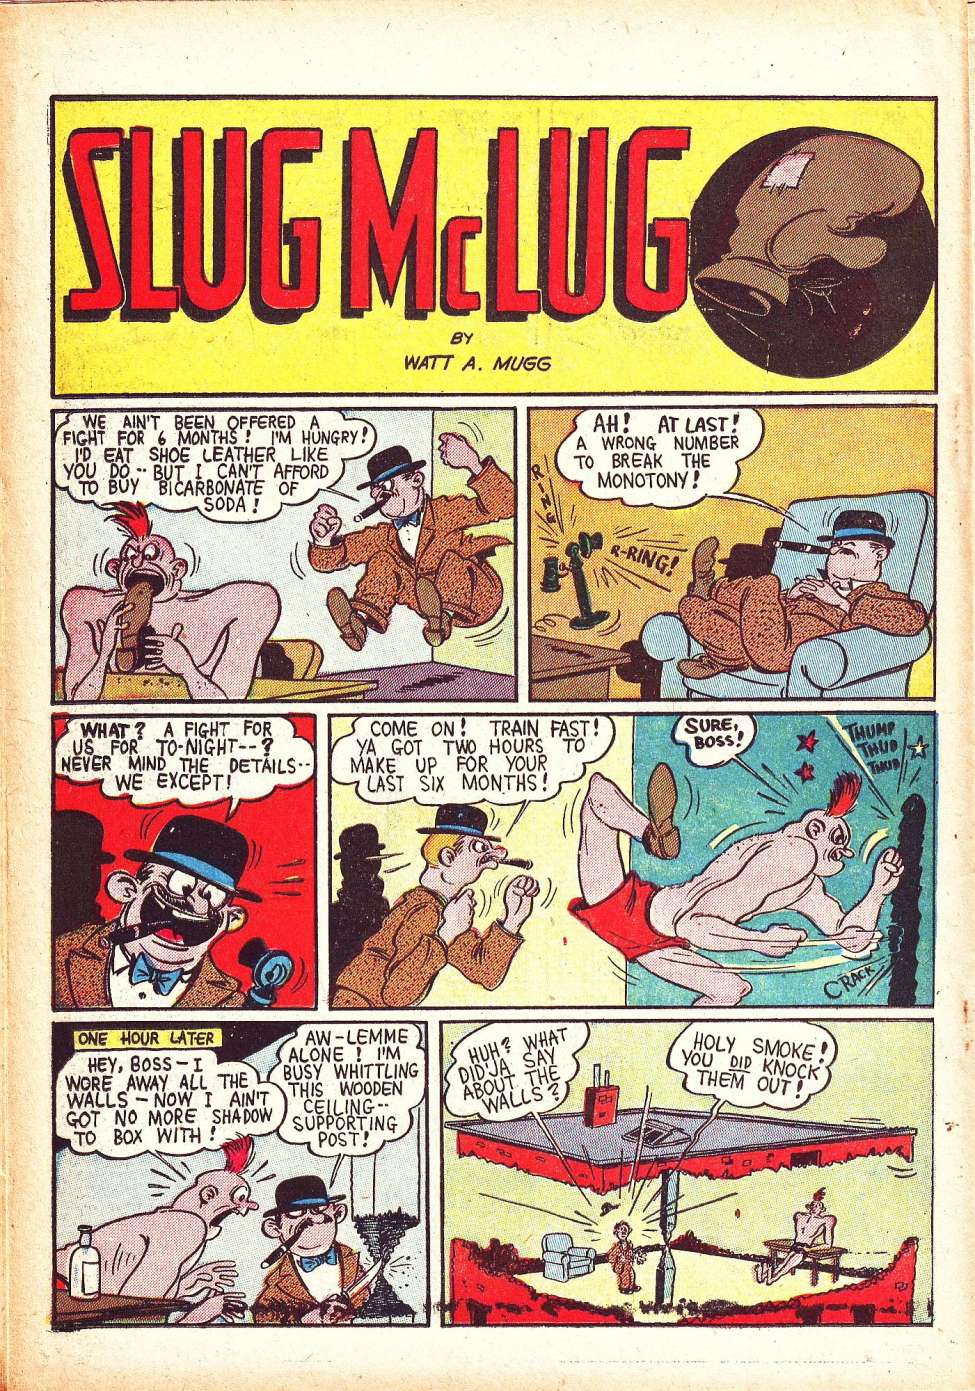 SLUG McLUG
BY
WATT A. MUGG
WE AIN'T BEEN OFFERED A
FIGHT FOR 6 MONTHS! I'M HUNGRY!
I'D EAT SHOE LEATHER LIKE
YOU DO-- BUT I CAN'T AFFORD
TO BUY BICARBONATE OF
SODA!
AH! AT LAST!
A WRONG NUMBER
TO BREAK THE
MONOTONY!
RING
R-RING!
WHAT? A FIGHT FOR
US FOR TO-NIGHT--?
NEVER MIND THE DETAILS--
WE EXCEPT!
COME ON! TRAIN FAST!
YA GOT TWO HOURS TO
MAKE UP FOR YOUR
LAST SIX MONTHS!
SURE,
BOSS!
THUMP
THUD
THUD
CRACK
ONE HOUR LATER
HEY, BOSS-I
WORE AWAY ALL THE
WALLS-NOW I AIN'T
GOT NO MORE SHADOW
TO BOX WITH!
AW-LEMME
ALONE! I'M
BUSY WHITTLING
THIS WOODEN
CEILING--
SUPPORTING
POST!
HUH? WHAT
DID'JA SAY
ABOUT THE
WALLS?
HOLY SMOKE!
YOU DID KNOCK
THEM OUT!